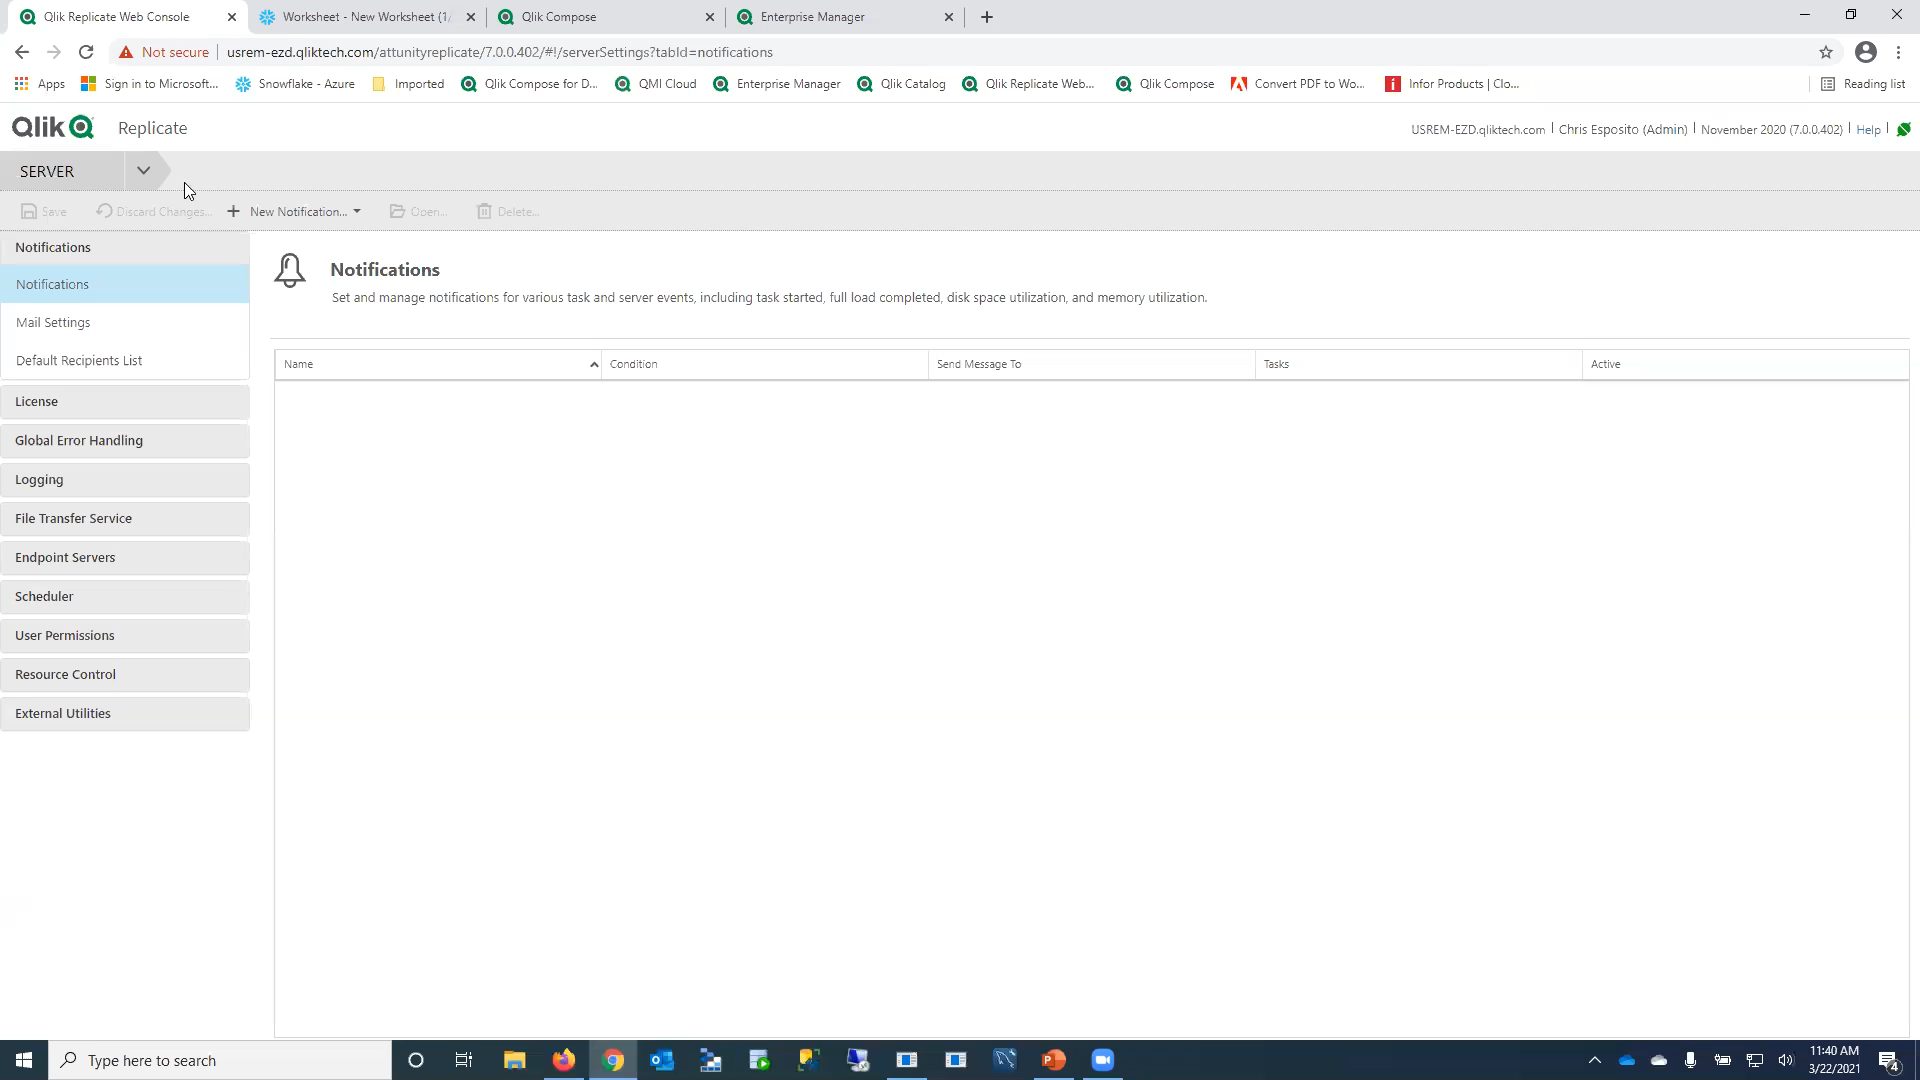 Qlik Replicate Web Console
Worksheet - New Worksheet (1/
Qlik Compose
Enterprise Manager
Not secure
usrem-ezd.qliktech.com/attunityreplicate/7.0.0.402/#!/serverSettings?tabId=notifications
Apps
Sign in to Microsoft...
Snowflake - Azure
Imported
Qlik Compose for D...
QMI Cloud
Enterprise Manager
Qlik Catalog
Qlik Replicate Web...
Qlik Compose
Convert PDF to Wo...
Infor Products | Clo...
Reading list
Qlik Replicate
USREM-EZD.qliktech.com
Chris Esposito (Admin)
November 2020 (7.0.0.402)
Help
SERVER
Save
Discard Changes...
New Notification...
Open...
Delete...
Notifications
Notifications
Mail Settings
Default Recipients List
License
Global Error Handling
Logging
File Transfer Service
Endpoint Servers
Scheduler
User Permissions
Resource Control
External Utilities
Notifications
Set and manage notifications for various task and server events, including task started, full load completed, disk space utilization, and memory utilization.
Name
Condition
Send Message To
Tasks
Active
Type here to search
11:40 AM
3/22/2021
4